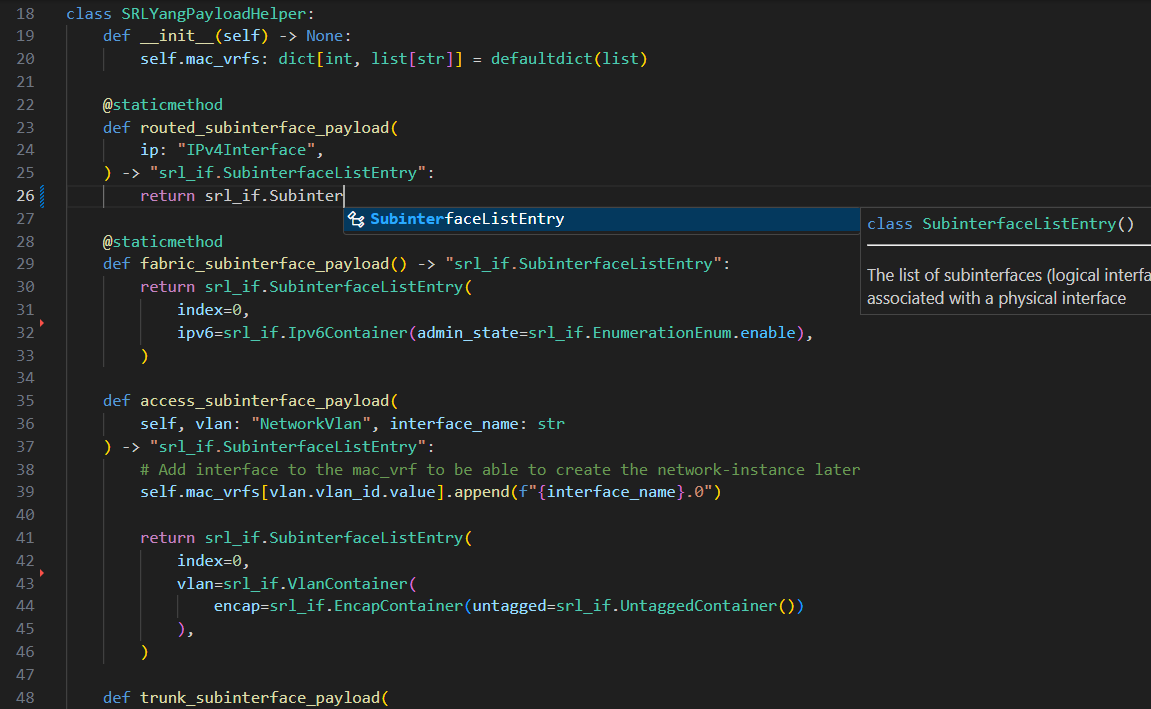 18 class SRLYangPayloadHelper:
19     def __init__(self) -> None:
20         self.mac_vrfs: dict[int, list[str]] = defaultdict(list)
21
22     @staticmethod
23     def routed_subinterface_payload(
24         ip: "IPv4Interface",
25     ) -> "srl_if.SubinterfaceListEntry":
26         return srl_if.Subinter
27 SubinterfaceListEntry class SubinterfaceListEntry()
28     @staticmethod
29     def fabric_subinterface_payload() -> "srl_if.SubinterfaceListEntry":
The list of subinterfaces (logical interfa
associated with a physical interface
30         return srl_if.SubinterfaceListEntry(
31             index=0,
32             ipv6=srl_if.Ipv6Container(admin_state=srl_if.EnumerationEnum.enable),
33         )
34
35     def access_subinterface_payload(
36         self, vlan: "NetworkVlan", interface_name: str
37     ) -> "srl_if.SubinterfaceListEntry":
38         # Add interface to the mac_vrf to be able to create the network-instance later
39         self.mac_vrfs[vlan.vlan_id.value].append(f"{interface_name}.0")
40
41         return srl_if.SubinterfaceListEntry(
42             index=0,
43             vlan=srl_if.VlanContainer(
44                 encap=srl_if.EncapContainer(untagged=srl_if.UntaggedContainer())
45             ),
46         )
47
48     def trunk_subinterface_payload(